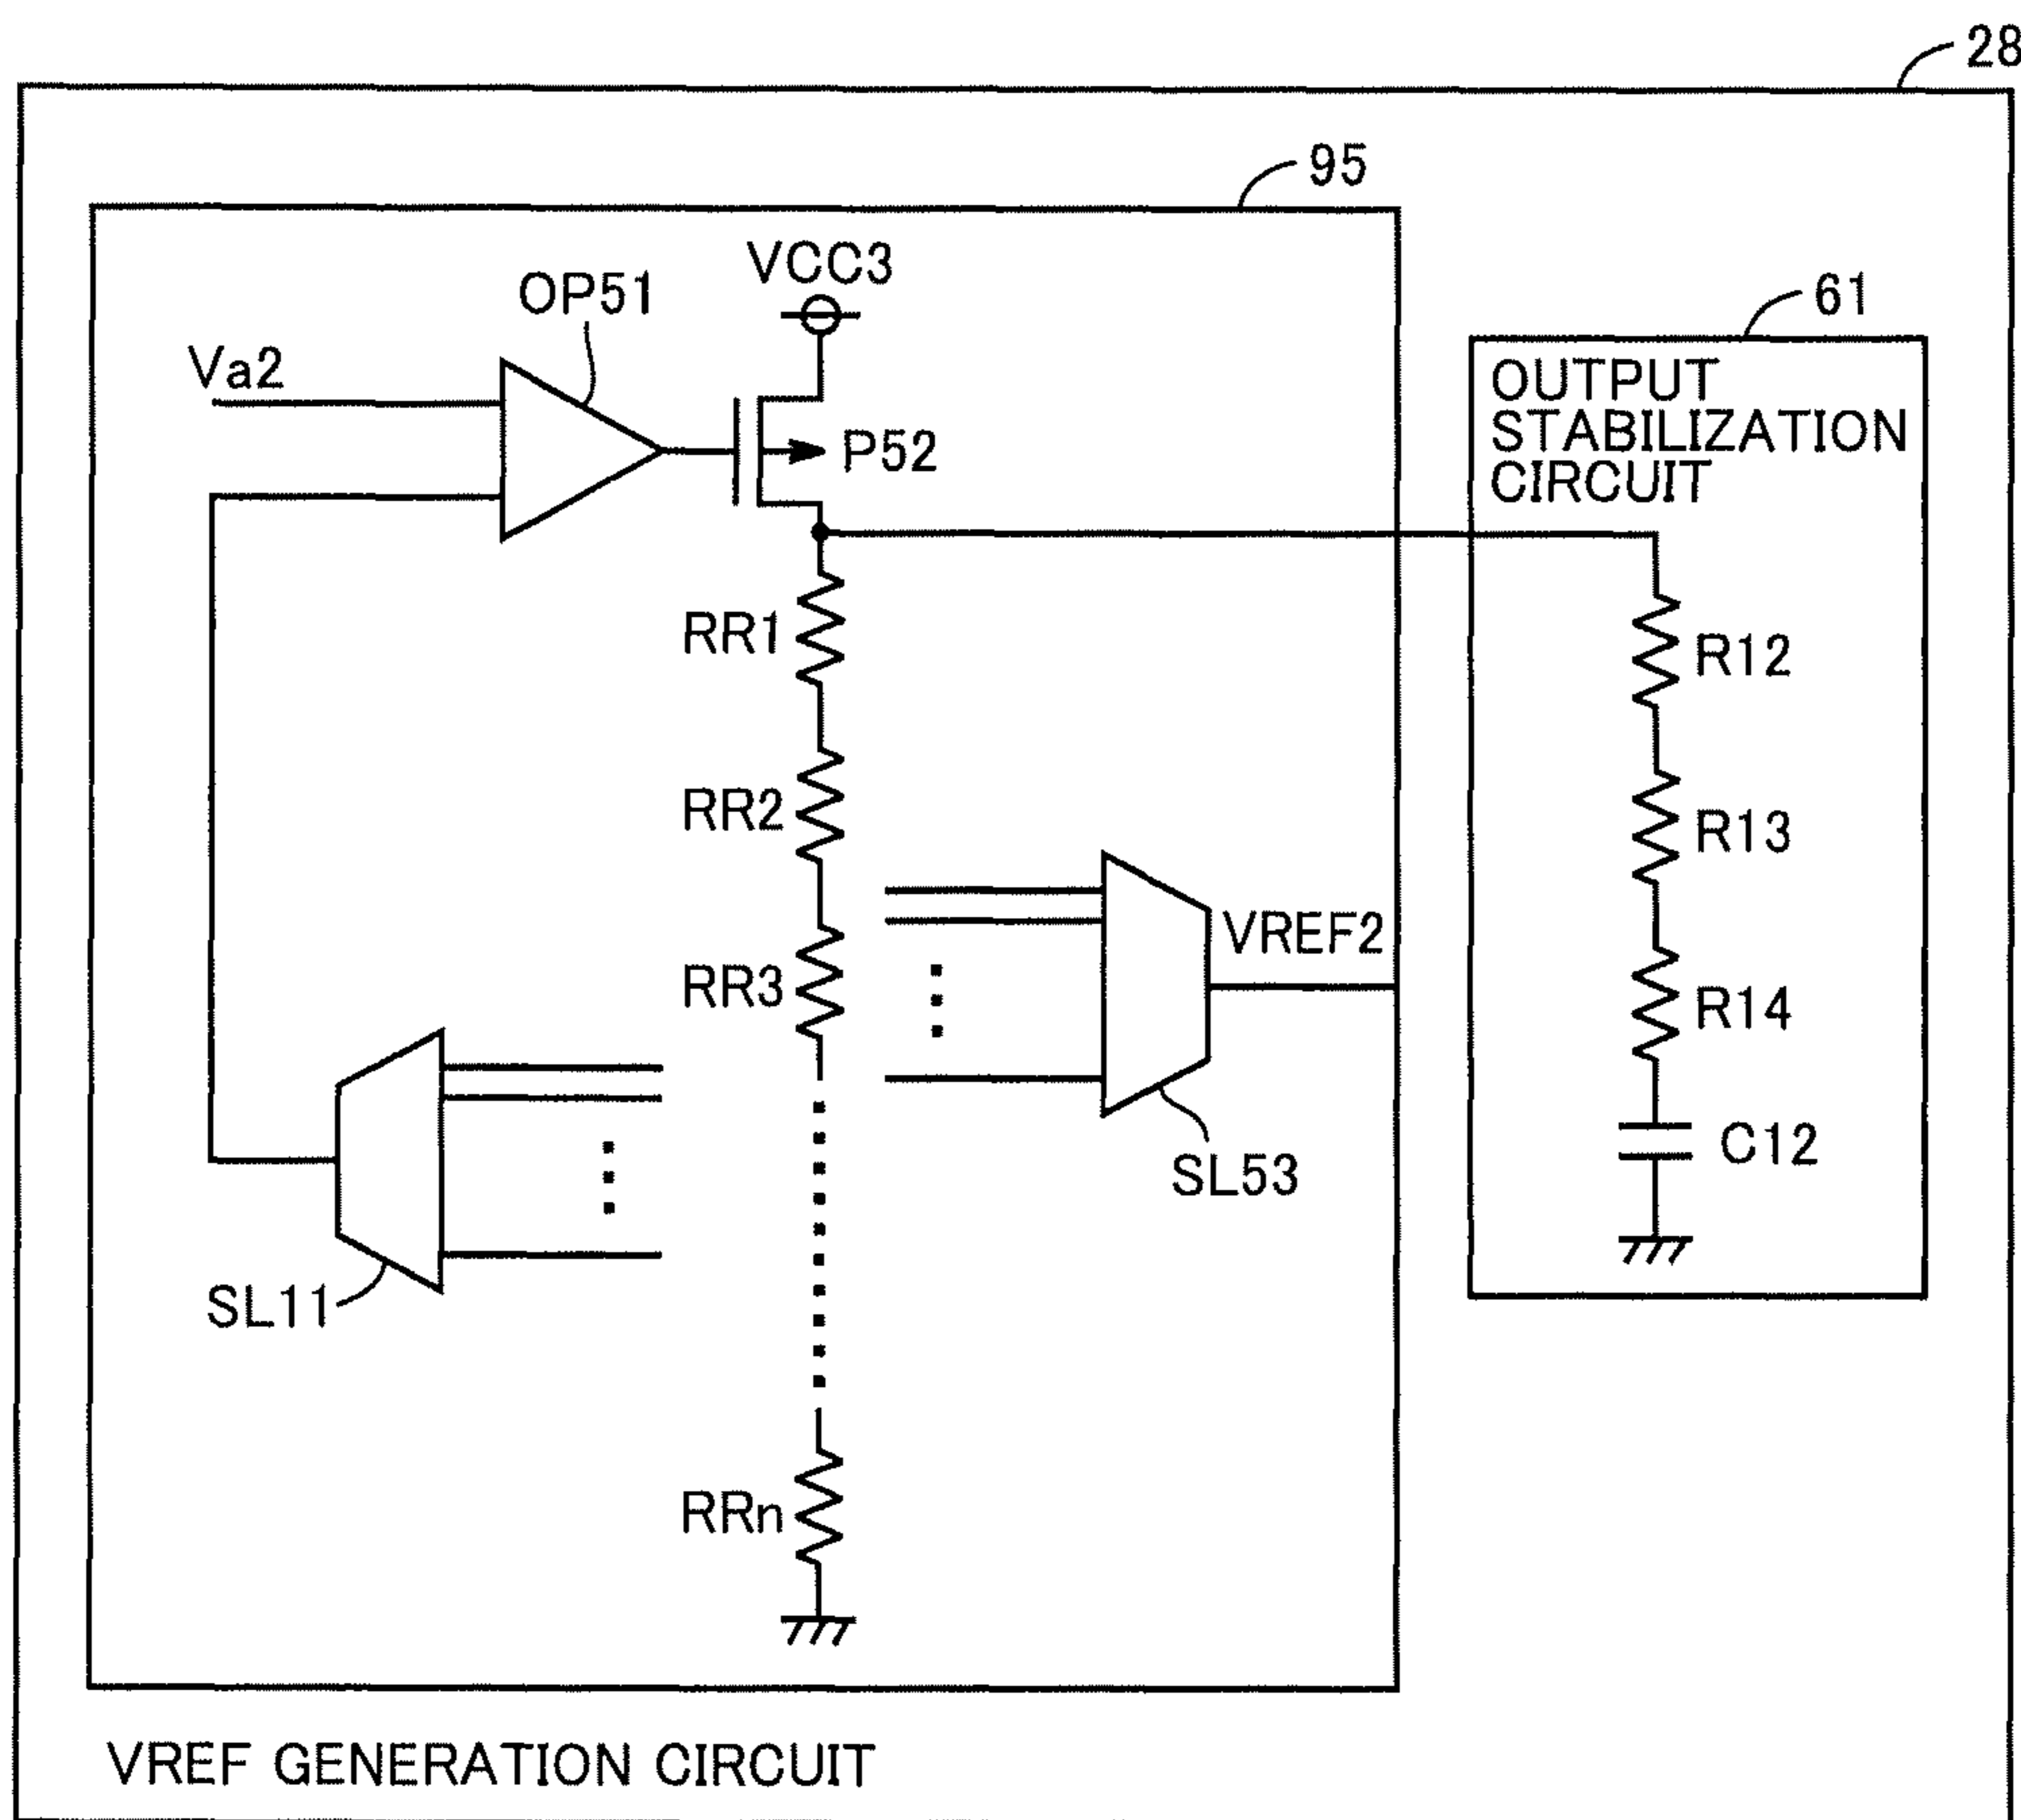 28
95
VCC3
OP51
61
Va2
OUTPUT
STABILIZATION
CIRCUIT
P52
RR1
R12
RR2
R13
VREF2
RR3
R14
C12
SL53
SL11
RRn
VREF GENERATION CIRCUIT